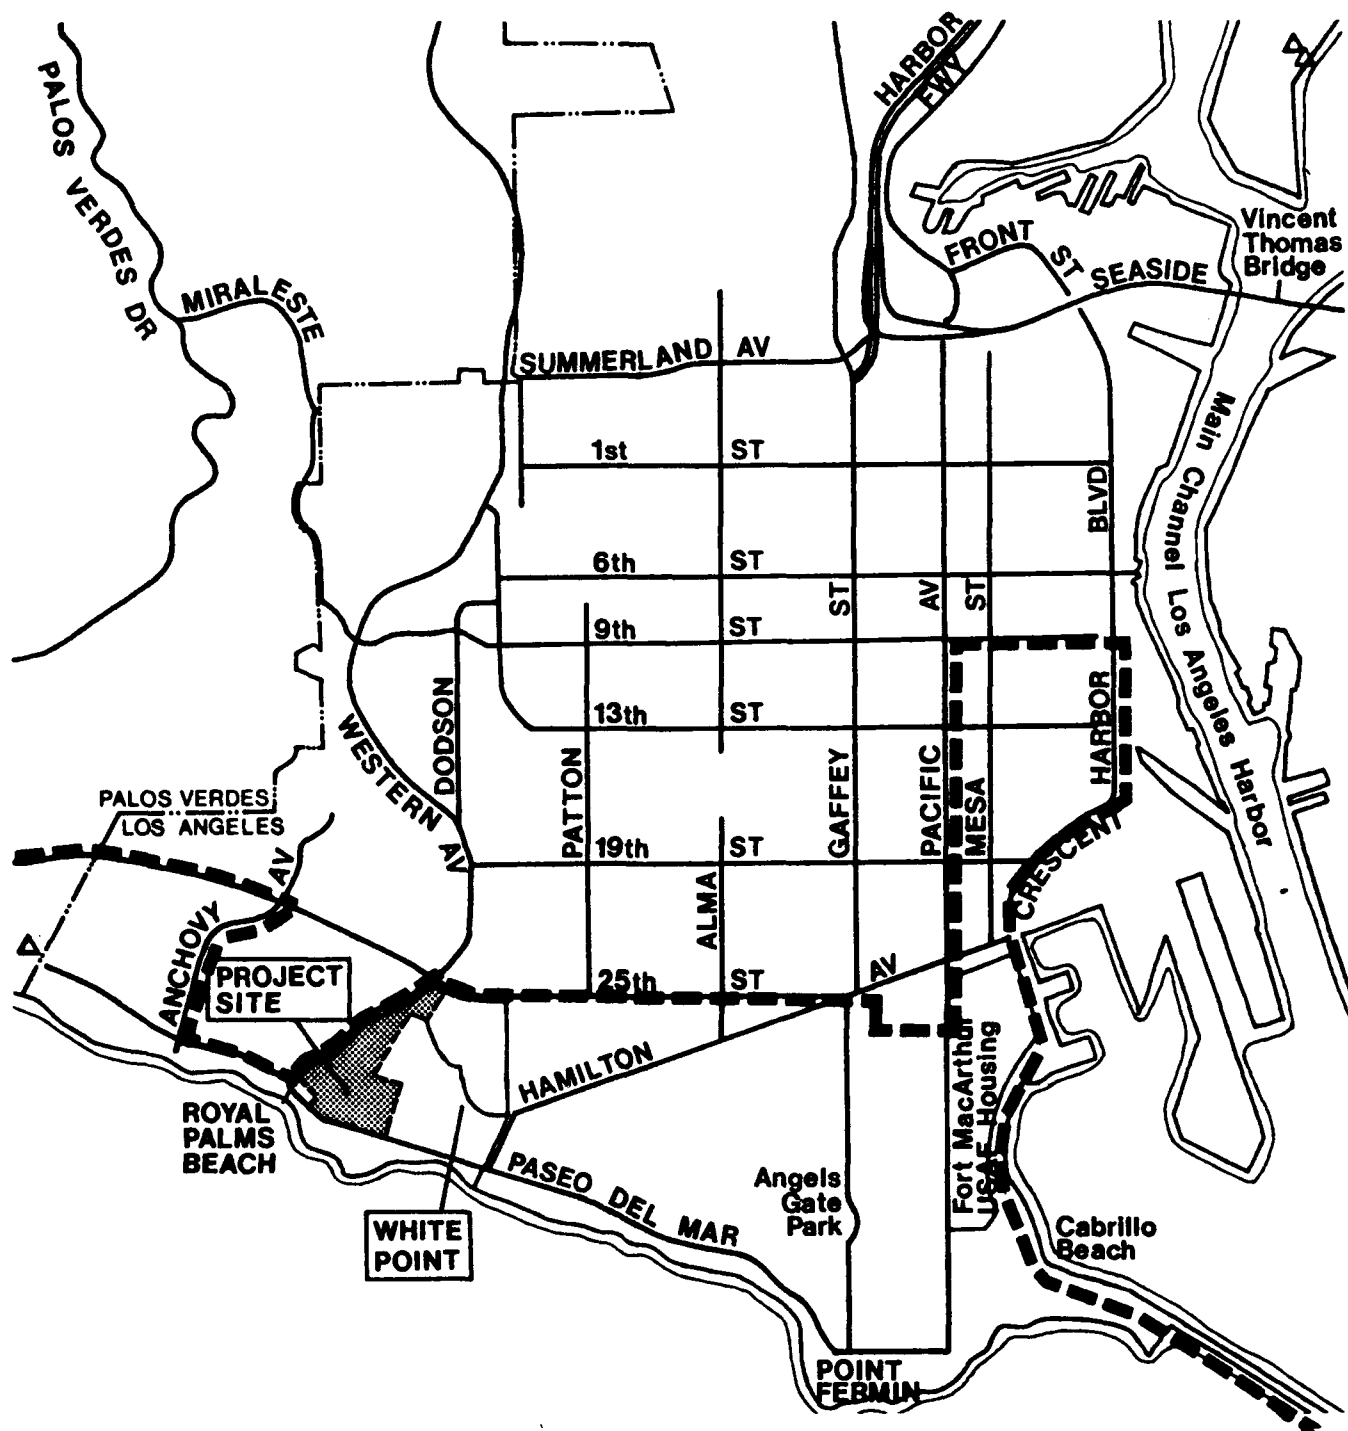 HARBOR
FWY
PALOS VERDES DR
MIRALESTE
FRONT ST
SEASIDE
Vincent
Thomas
Bridge
SUMMERLAND AV
Main Channel Los Angeles Harbor
1st ST
BLVD
6th ST
ST
AV
ST
9th ST
DODSON
13th ST
HARBOR
WESTERN AV
PATTON
GAFFEY
PACIFIC
MESA
PALOS VERDES
LOS ANGELES
19th ST
CRESCENT
AV
ALMA
ANCHOVY
PROJECT
SITE
25th ST
AV
HAMILTON
Fort MacArthur
USAF Housing
ROYAL
PALMS
BEACH
PASEO DEL MAR
Angels
Gate
Park
WHITE
POINT
Cabrillo
Beach
POINT
FERMIN